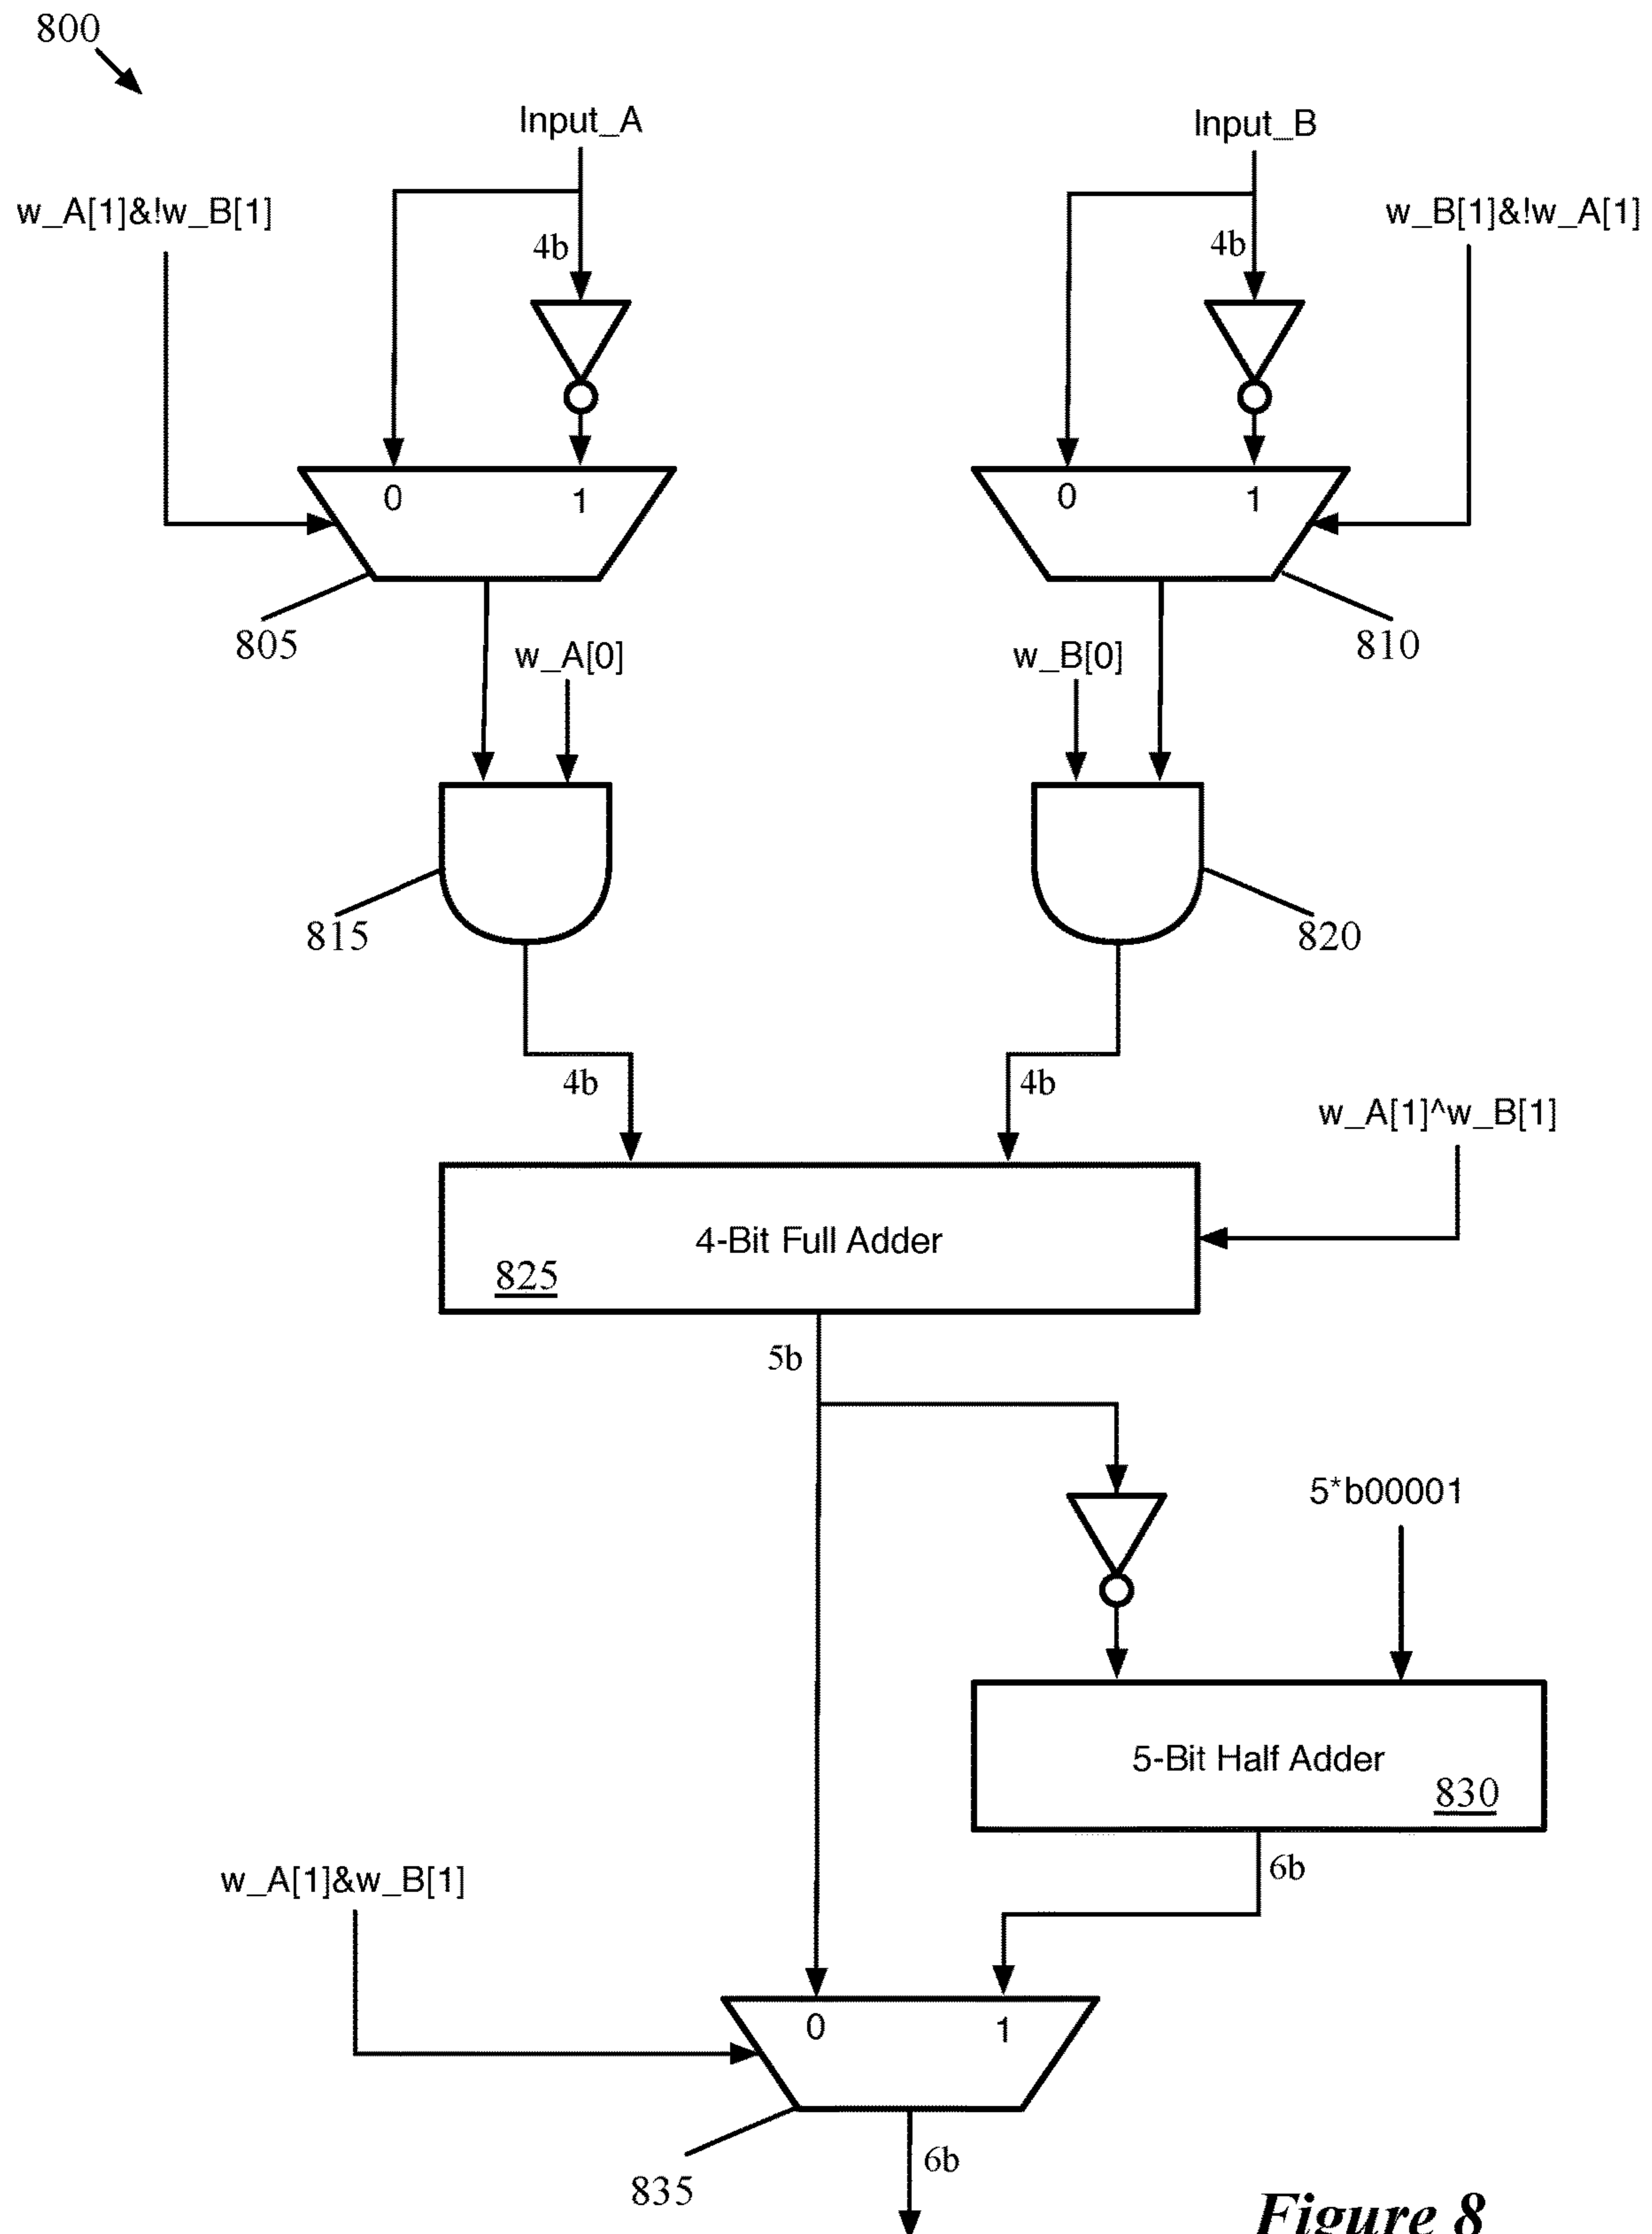 800
Input_A
Input_B
w_A[1]&!w_B[1]
w_B[1]&!w_A[1]
4b
4b
0
1
0
1
805
w_A[0]
w_B[0]
810
815
820
4b
4b
w_A[1]^w_B[1]
4-Bit Full Adder
825
5b
5*b00001
5-Bit Half Adder
830
w_A[1]&w_B[1]
6b
0
1
835
6b
Figure 8